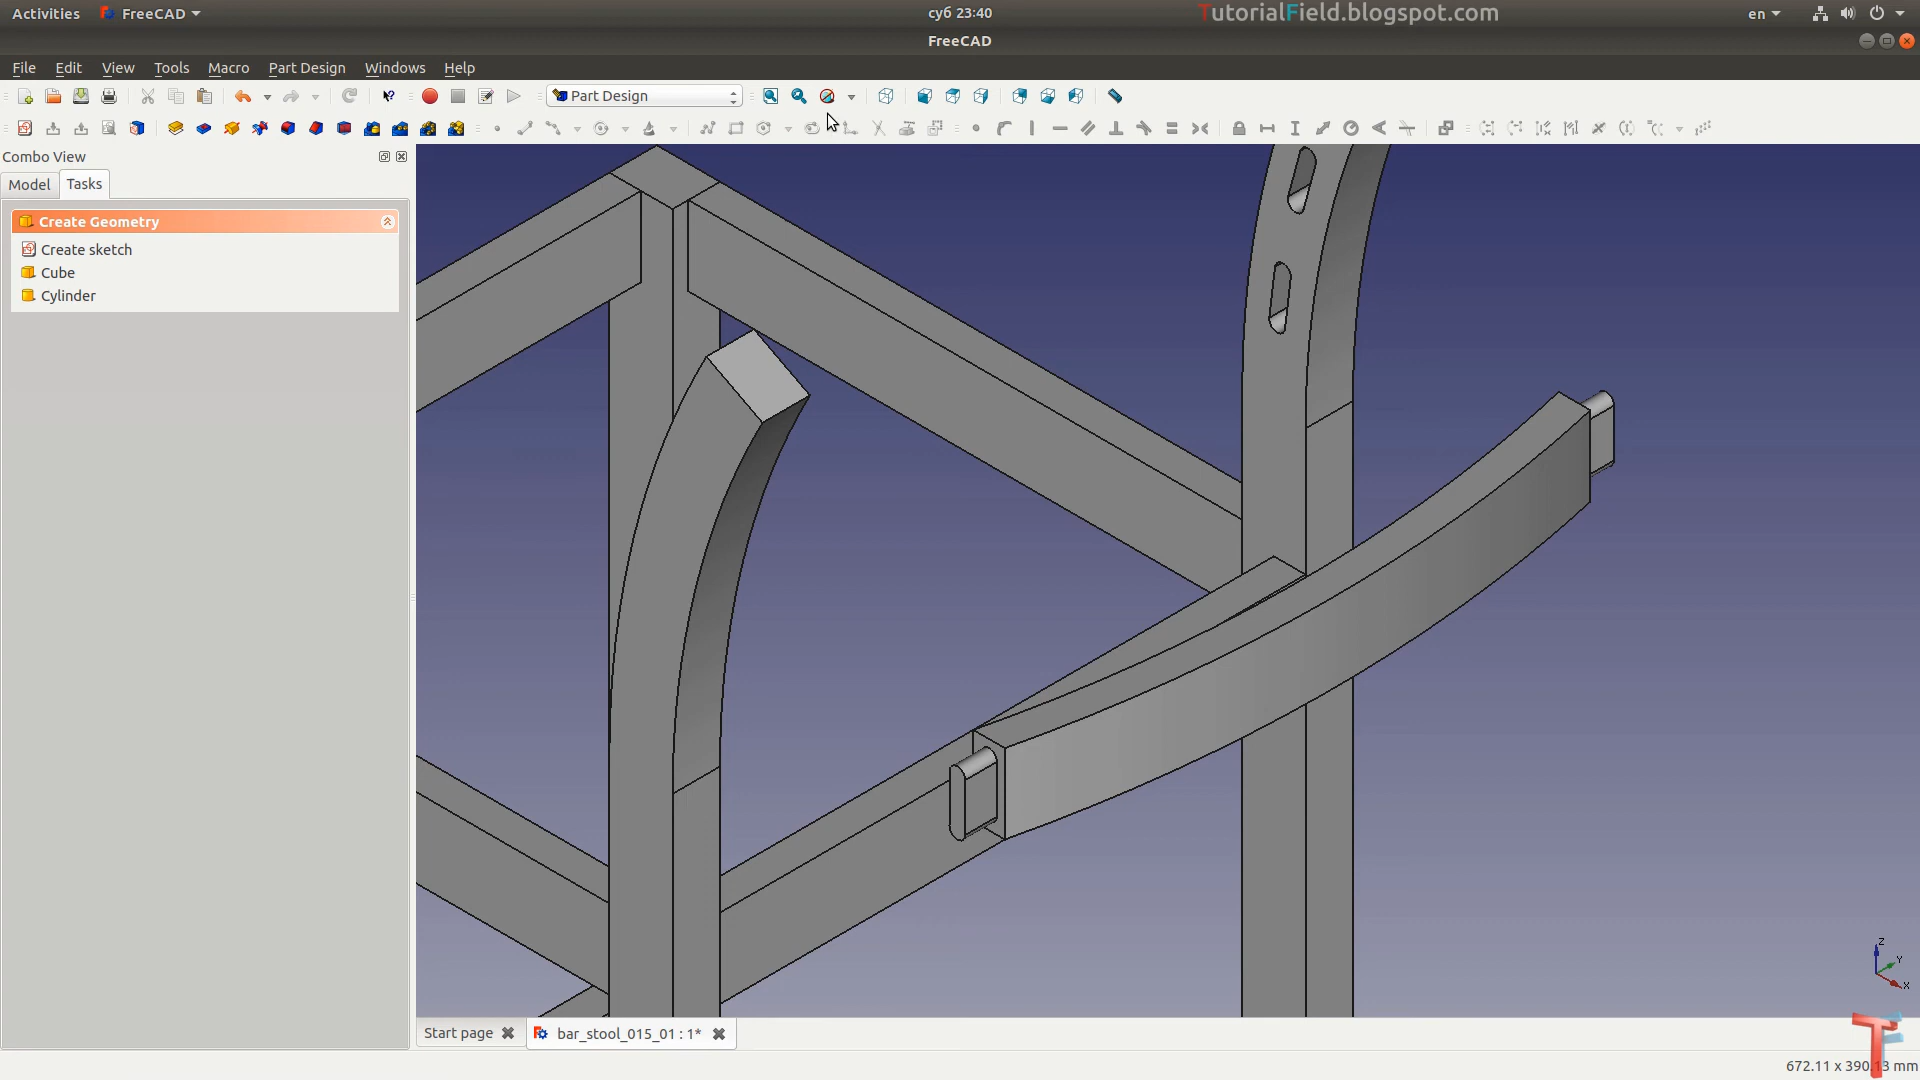 Activities FreeCAD суб 23:40 TutorialField.blogspot.com en
FreeCAD
File Edit View Tools Macro Part Design Windows Help
Part Design
Combo View
Model Tasks
Create Geometry
Create sketch
Cube
Cylinder
Z
Y
X
Start page bar_stool_015_01 : 1*
TF
672.11 x 390.13 mm